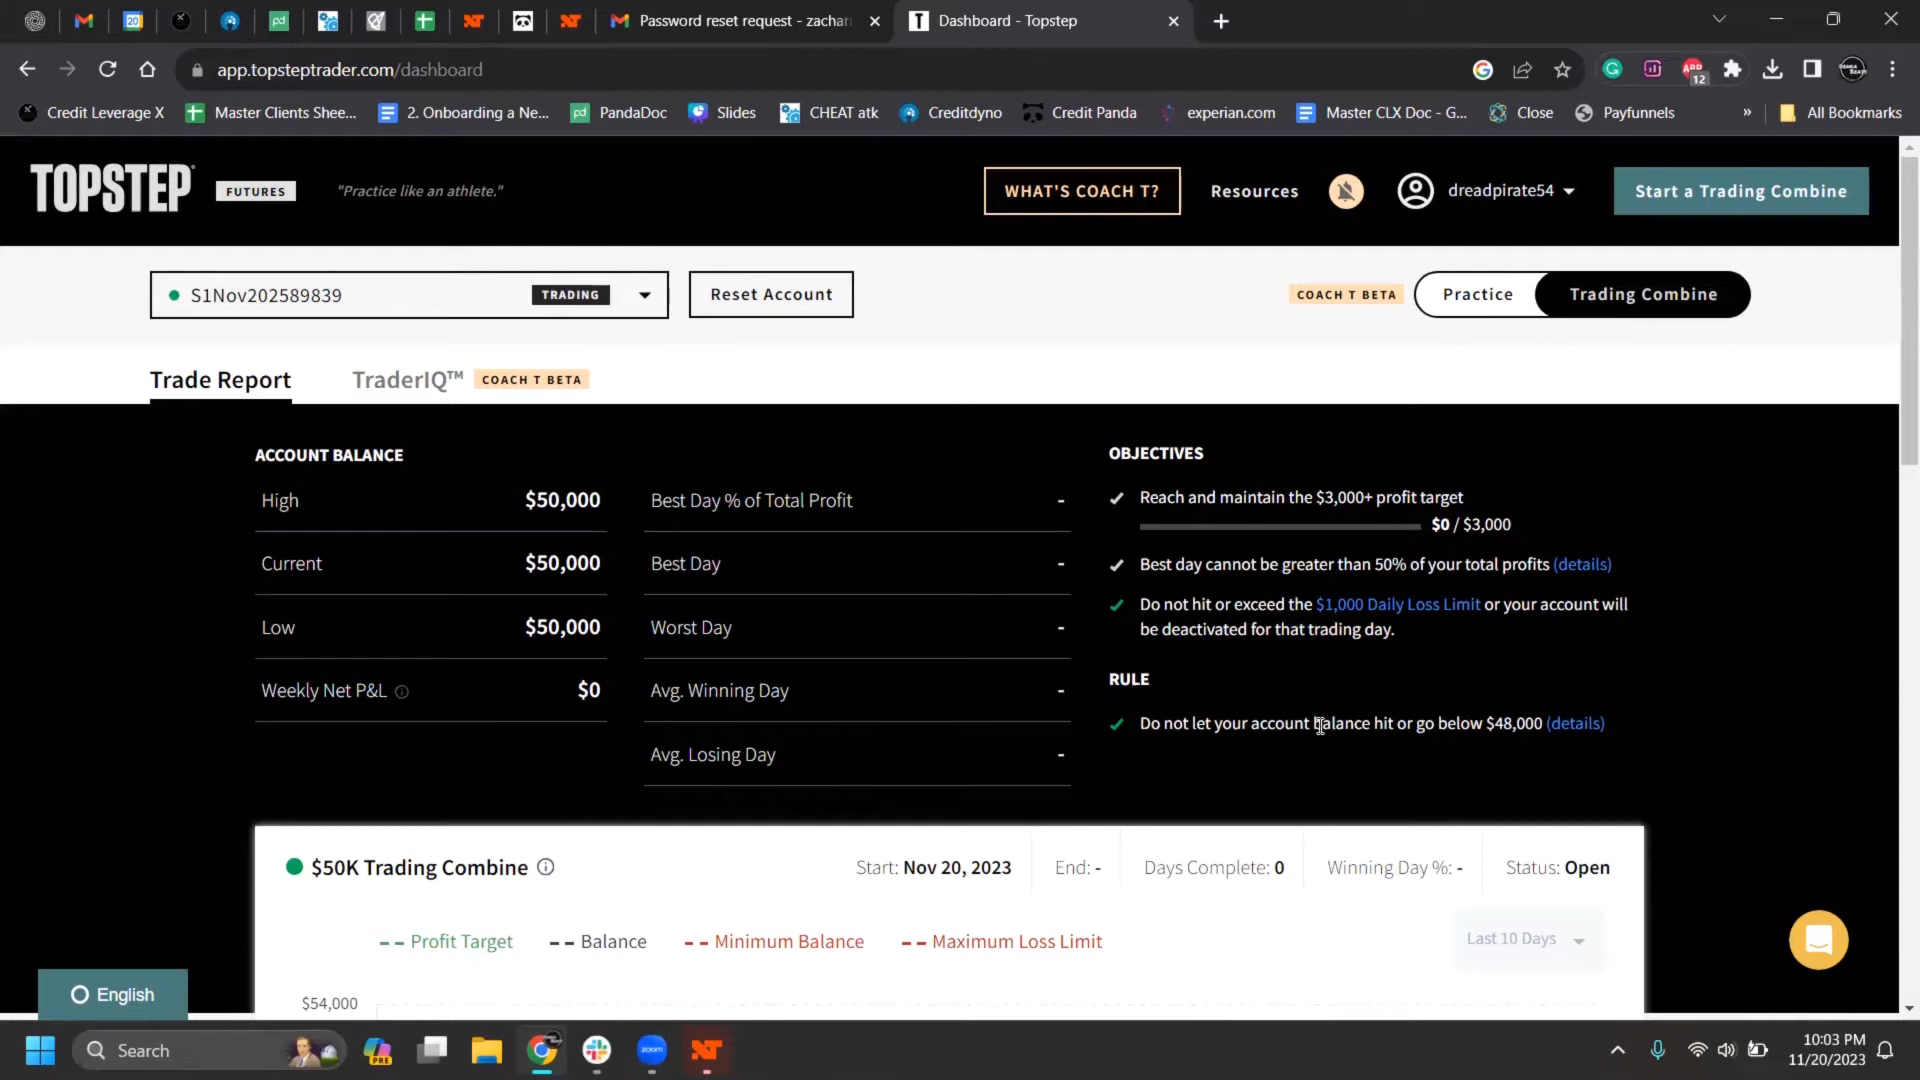 Password reset request - zachar
Dashboard - Topstep
app.topsteptrader.com/dashboard
12
Credit Leverage X
Master Clients Shee...
2. Onboarding a Ne...
PandaDoc
Slides
CHEAT atk
Creditdyno
Credit Panda
experian.com
Master CLX Doc - G...
Close
Payfunnels
»
All Bookmarks
TOPSTEP
FUTURES
"Practice like an athlete."
WHAT'S COACH T?
Resources
dreadpirate54
Start a Trading Combine
S1Nov202589839
TRADING
Reset Account
COACH T BETA
Practice
Trading Combine
Trade Report
TraderIQ™
COACH T BETA
ACCOUNT BALANCE
High $50,000
Current $50,000
Low $50,000
Weekly Net P&L $0
Best Day % of Total Profit -
Best Day -
Worst Day -
Avg. Winning Day -
Avg. Losing Day -
OBJECTIVES
Reach and maintain the $3,000+ profit target
$0 / $3,000
Best day cannot be greater than 50% of your total profits (details)
Do not hit or exceed the $1,000 Daily Loss Limit or your account will
be deactivated for that trading day.
RULE
Do not let your account balance hit or go below $48,000 (details)
$50K Trading Combine
Start: Nov 20, 2023
End: -
Days Complete: 0
Winning Day %: -
Status: Open
Profit Target
Balance
Minimum Balance
Maximum Loss Limit
Last 10 Days
$54,000
English
Search
PRE
zoom
10:03 PM
11/20/2023